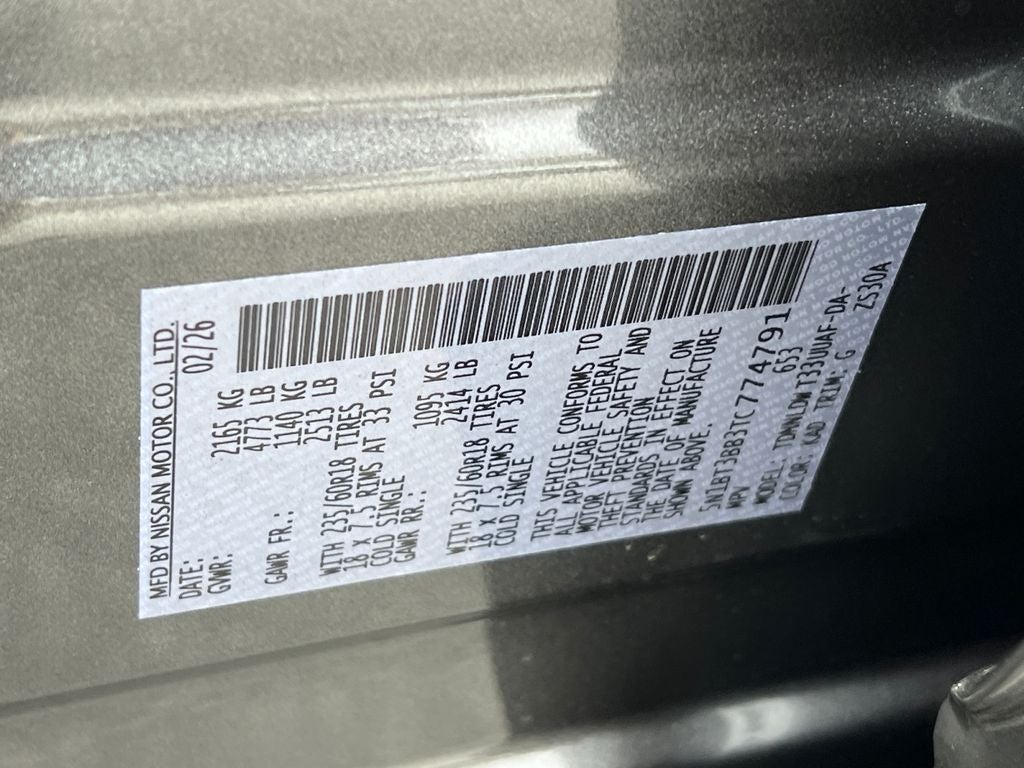 MFD BY NISSAN MOTOR CO., LTD.
DATE: 02/26
GVWR: 2165 KG
4773 LB
GAWR FR.: 1140 KG
2513 LB
WITH 235/60R18 TIRES
18 X 7.5 RIMS AT 33 PSI
COLD SINGLE
GAWR RR.: 1095 KG
2414 LB
WITH 235/60R18 TIRES
18 X 7.5 RIMS AT 30 PSI
COLD SINGLE
THIS VEHICLE CONFORMS TO
ALL APPLICABLE FEDERAL
MOTOR VEHICLE SAFETY AND
THEFT PREVENTION
STANDARDS IN EFFECT ON
THE DATE OF MANUFACTURE
SHOWN ABOVE.
5N1BT3BB3TC774791
MPV 653
MODEL: TDMNLDWT33UUAF-DA-
COLOR: CAD TRIM: G ZS30A